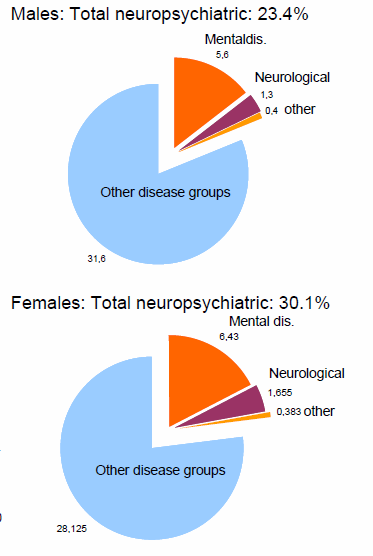 Males: Total neuropsychiatric: 23.4%
Mentaldis.
5,6
Neurological
1,3
0,4 other
Other disease groups
31,6
Females: Total neuropsychiatric: 30.1%
Mental dis.
6,43
Neurological
1,655
0,383 other
Other disease groups
28,125
)